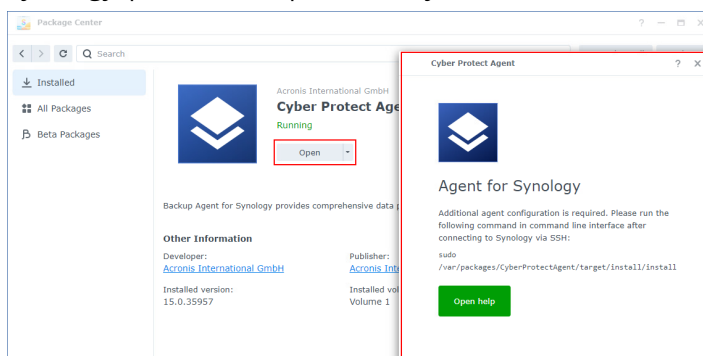 Package Center
Search
Installed
All Packages
Beta Packages
Acronis International GmbH
Cyber Protect Age
Running
Open
Backup Agent for Synology provides comprehensive data
Other Information
Developer:
Acronis International GmbH
Publisher:
Acronis Inte
Installed version:
15.0.35957
Installed vol
Volume 1
Cyber Protect Agent
Agent for Synology
Additional agent configuration is required. Please run the
following command in command line interface after
connecting to Synology via SSH:
sudo
/var/packages/CyberProtectAgent/target/install/install
Open help